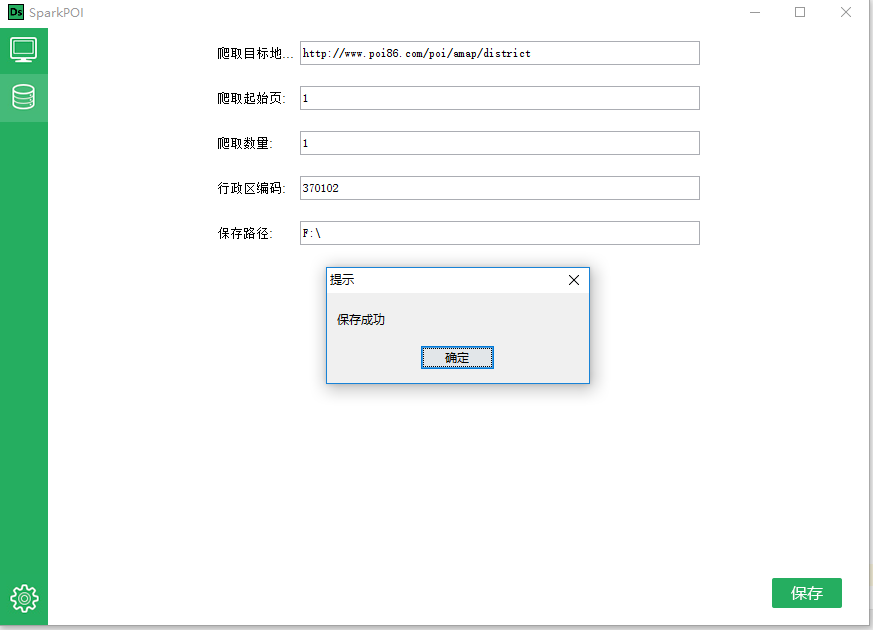 Ds SparkPOI
爬取目标地... http://www.poi86.com/poi/amap/district
爬取起始页: 1
爬取数量: 1
行政区编码: 370102
保存路径: F:\
提示
保存成功
确定
保存